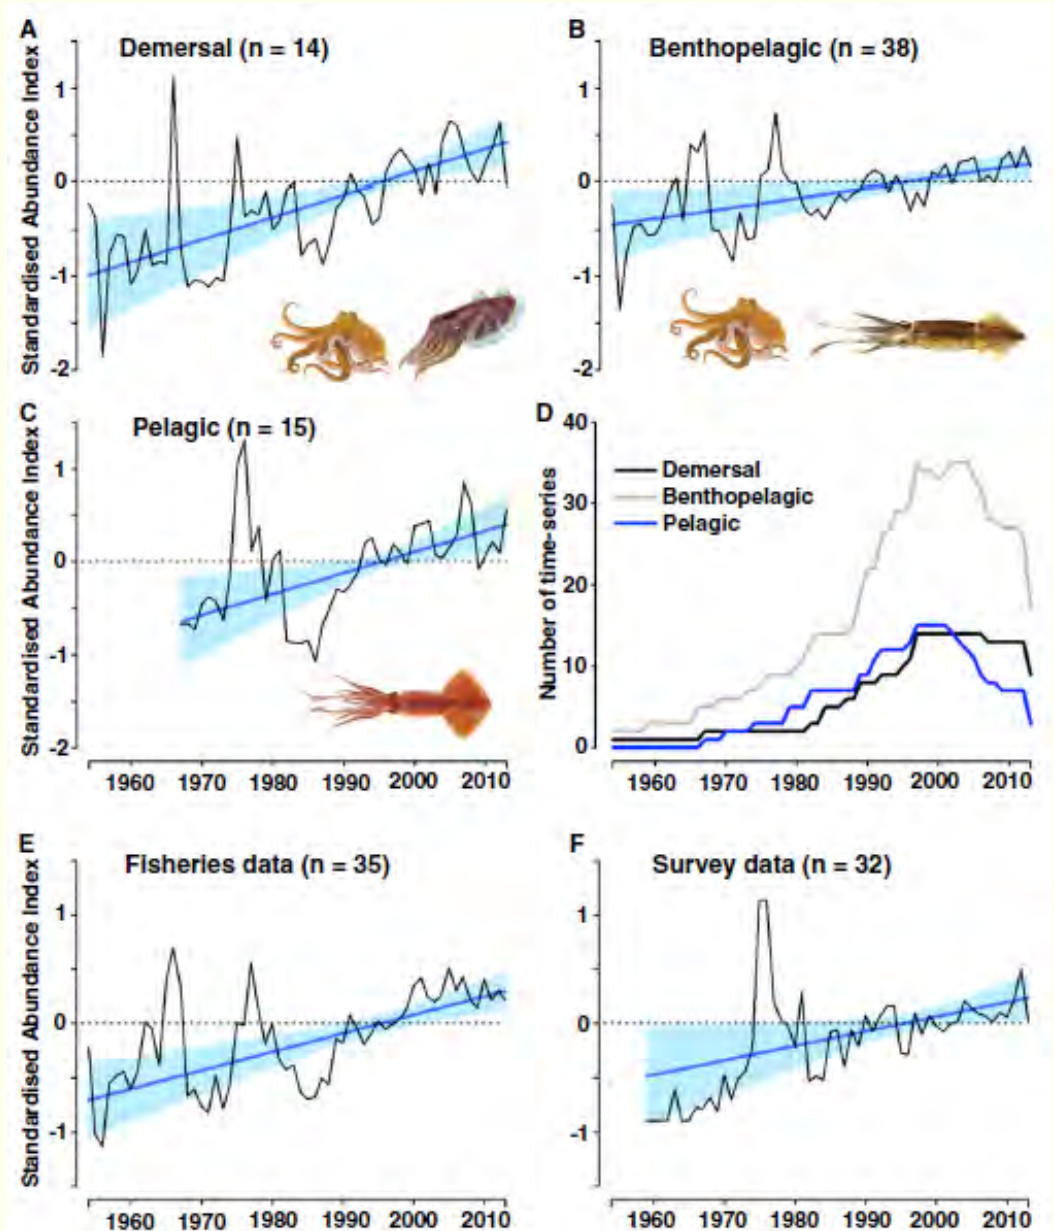 A
Demersal (n = 14)
Standardised Abundance Index
1
0
-1
-2
B
Benthopelagic (n = 38)
1
0
-1
-2
C
Pelagic (n = 15)
Standardised Abundance Index
1
0
-1
-2
1960 1970 1980 1990 2000 2010
D
Number of time-series
40
30
20
10
0
Demersal
Benthopelagic
Pelagic
1960 1970 1980 1990 2000 2010
E
Fisheries data (n = 35)
Standardised Abundance Index
1
0
-1
1960 1970 1980 1990 2000 2010
F
Survey data (n = 32)
1
0
-1
1960 1970 1980 1990 2000 2010